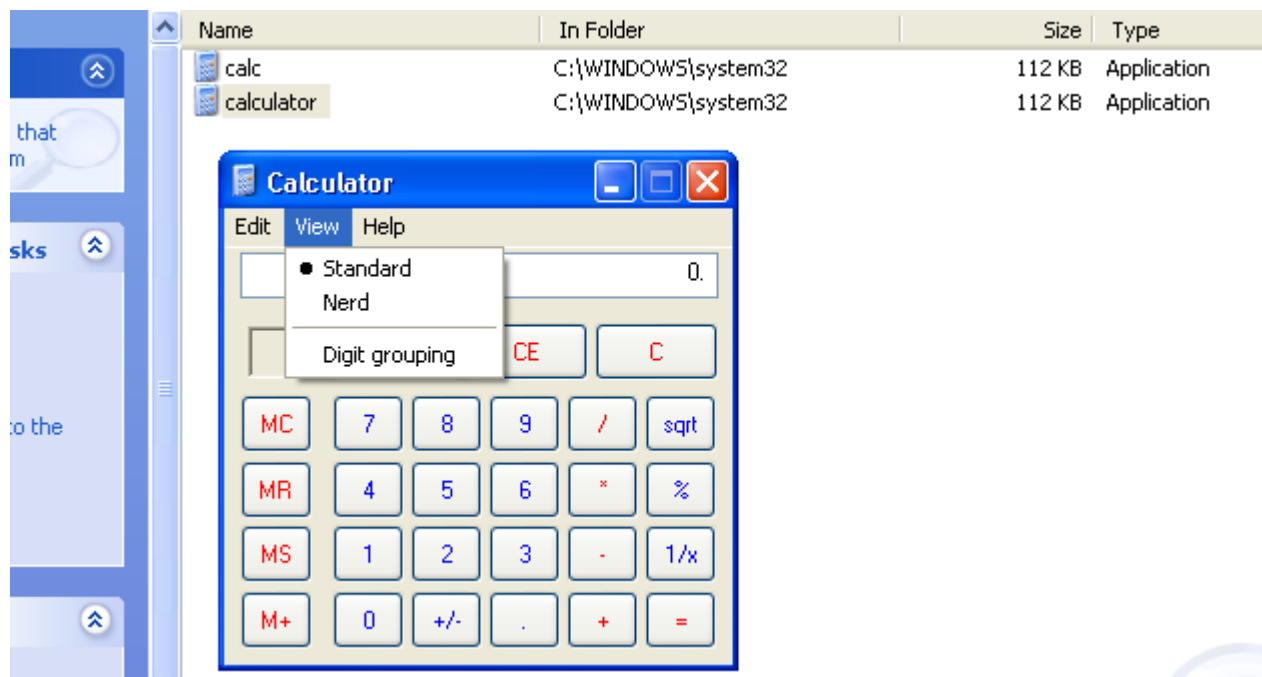 Name In Folder Size Type
calc C:\WINDOWS\system32 112 KB Application
calculator C:\WINDOWS\system32 112 KB Application
that
m
Calculator
Edit View Help
sks
Standard 0.
Nerd
Digit grouping CE C
MC 7 8 9 / sqrt
to the
MR 4 5 6 * %
MS 1 2 3 - 1/x
M+ 0 +/- . + =